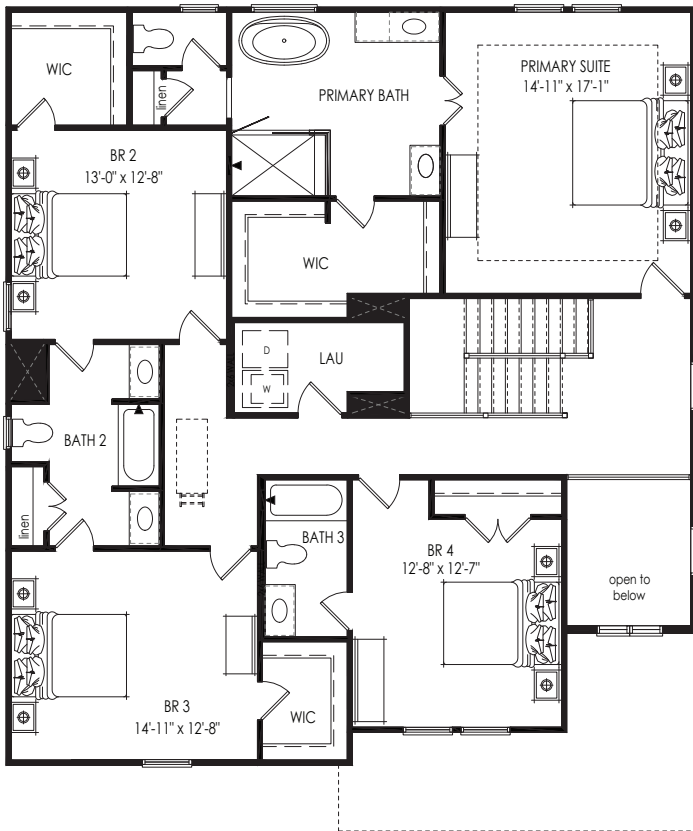 WIC
linen
PRIMARY BATH
PRIMARY SUITE
14'-11" x 17'-1"
BR 2
13'-0" x 12'-8"
WIC
D
W
LAU
BATH 2
linen
BATH 3
BR 4
12'-8" x 12'-7"
open to
below
BR 3
14'-11" x 12'-8"
WIC